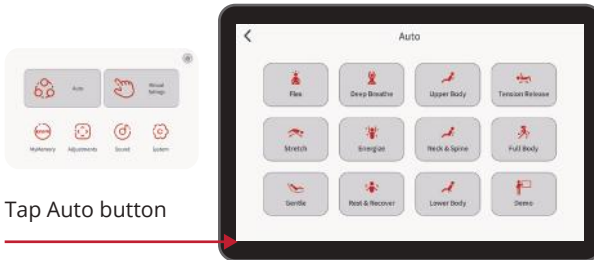 Auto
Manual
Settings
MyMemory
Adjustments
Sound
System
Tap Auto button
Auto
Flex
Deep Breathe
Upper Body
Tension Release
Stretch
Energize
Neck & Spine
Full Body
Gentle
Rest & Recover
Lower Body
Demo